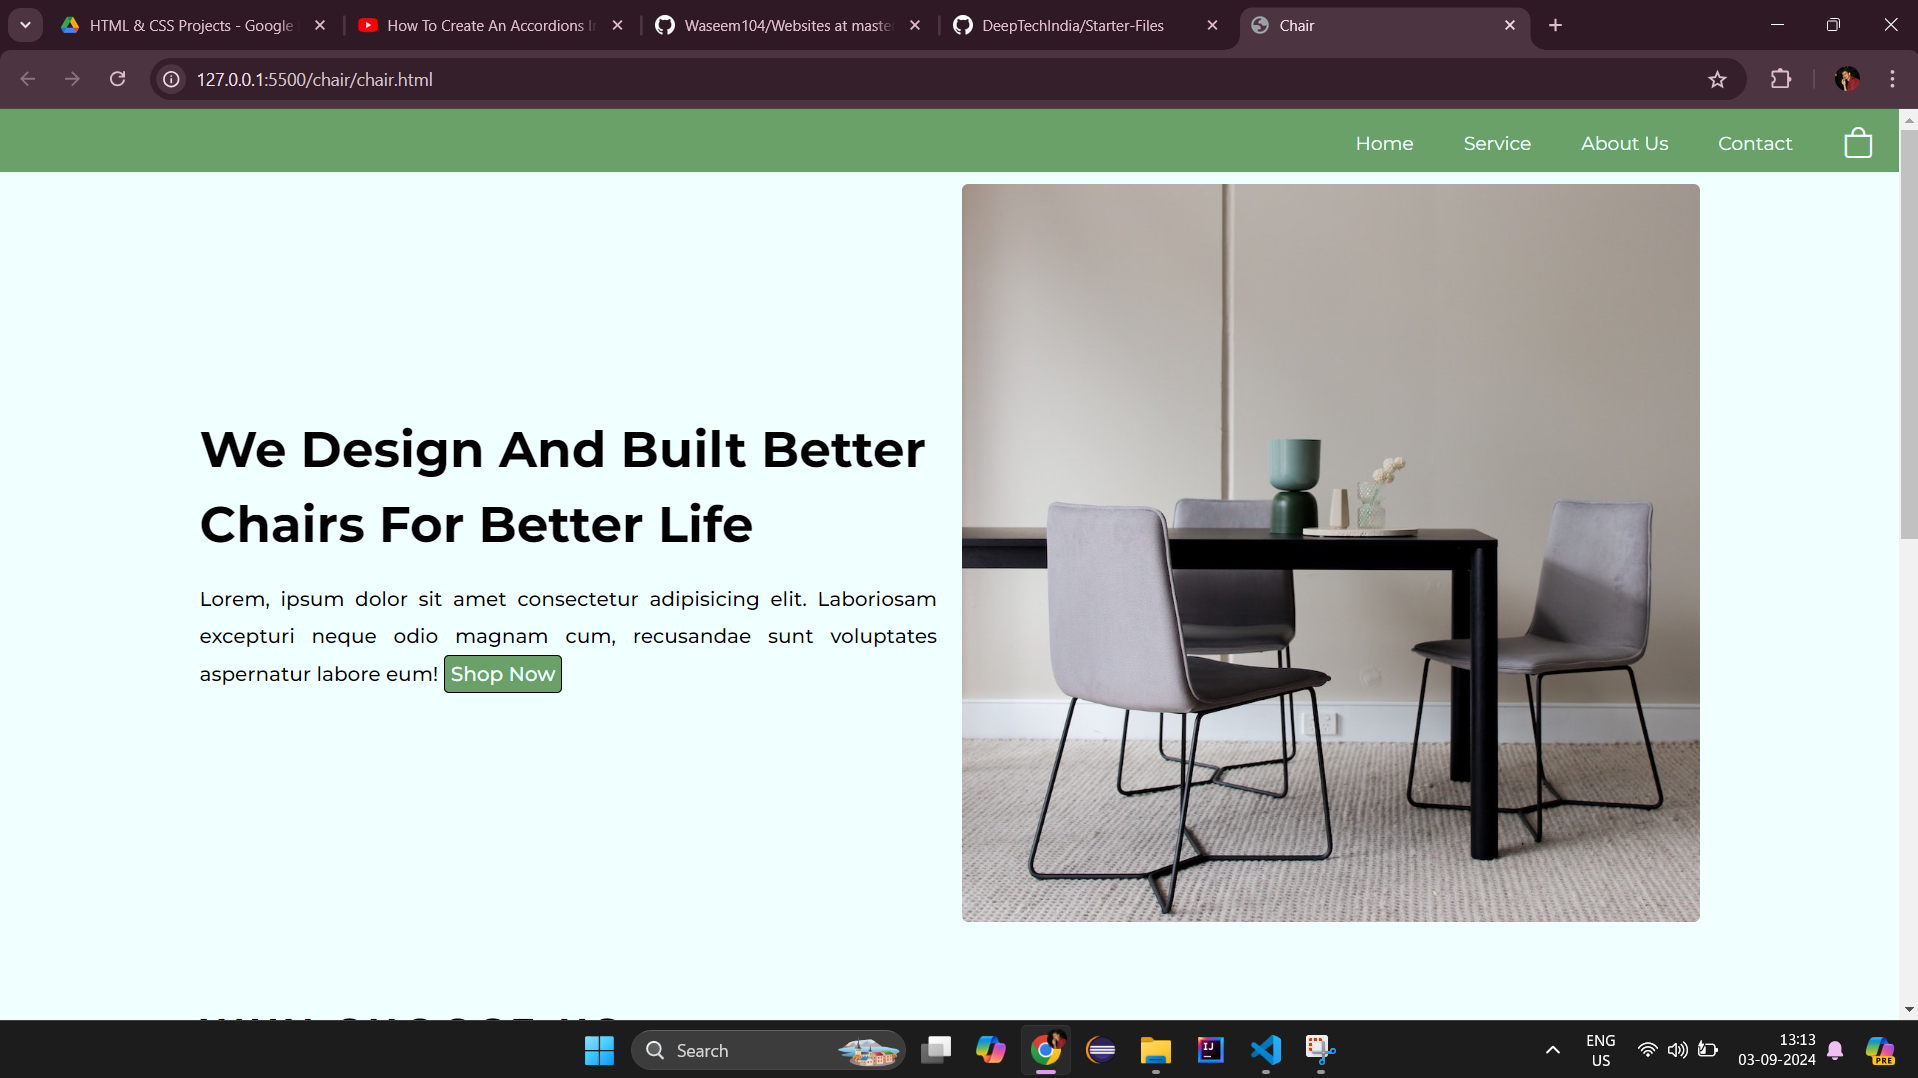 HTML & CSS Projects - Google
How To Create An Accordions I
Waseem104/Websites at maste
DeepTechIndia/Starter-Files
Chair
127.0.0.1:5500/chair/chair.html
Home
Service
About Us
Contact
We Design And Built Better
Chairs For Better Life
Lorem, ipsum dolor sit amet consectetur adipisicing elit. Laboriosam
excepturi neque odio magnam cum, recusandae sunt voluptates
aspernatur labore eum! Shop Now
Search
IJ
ENG
US
13:13
03-09-2024
PRE